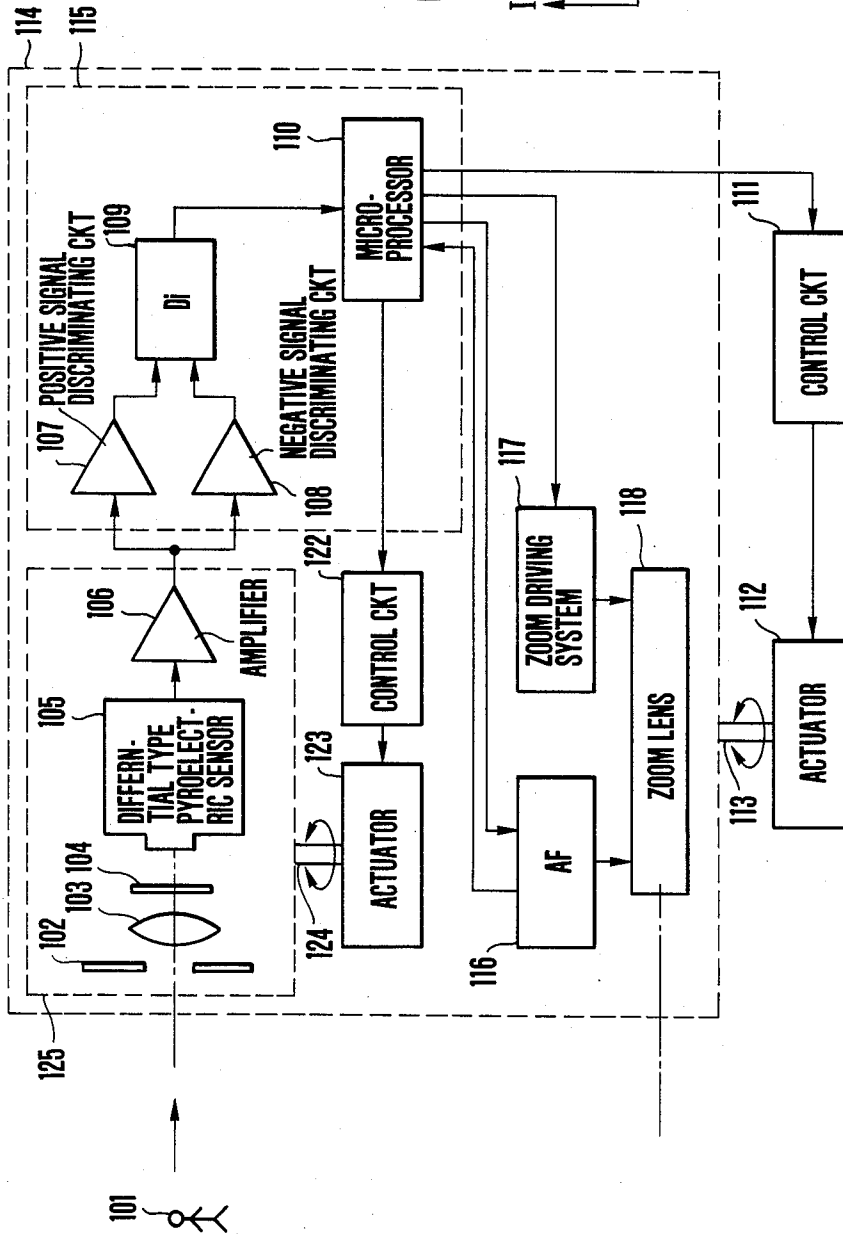 114
115
107
POSITIVE SIGNAL
DISCRIMINATING CKT
109
Di
110
MICRO-
PROCESSOR
NEGATIVE SIGNAL
DISCRIMINATING CKT
108
106
AMPLIFIER
105
DIFFERN-
TIAL TYPE
PYROELECT-
RIC SENSOR
104
103
102
125
101
122
CONTROL CKT
123
ACTUATOR
124
117
ZOOM DRIVING
SYSTEM
116
AF
118
ZOOM LENS
111
CONTROL CKT
112
ACTUATOR
113
I